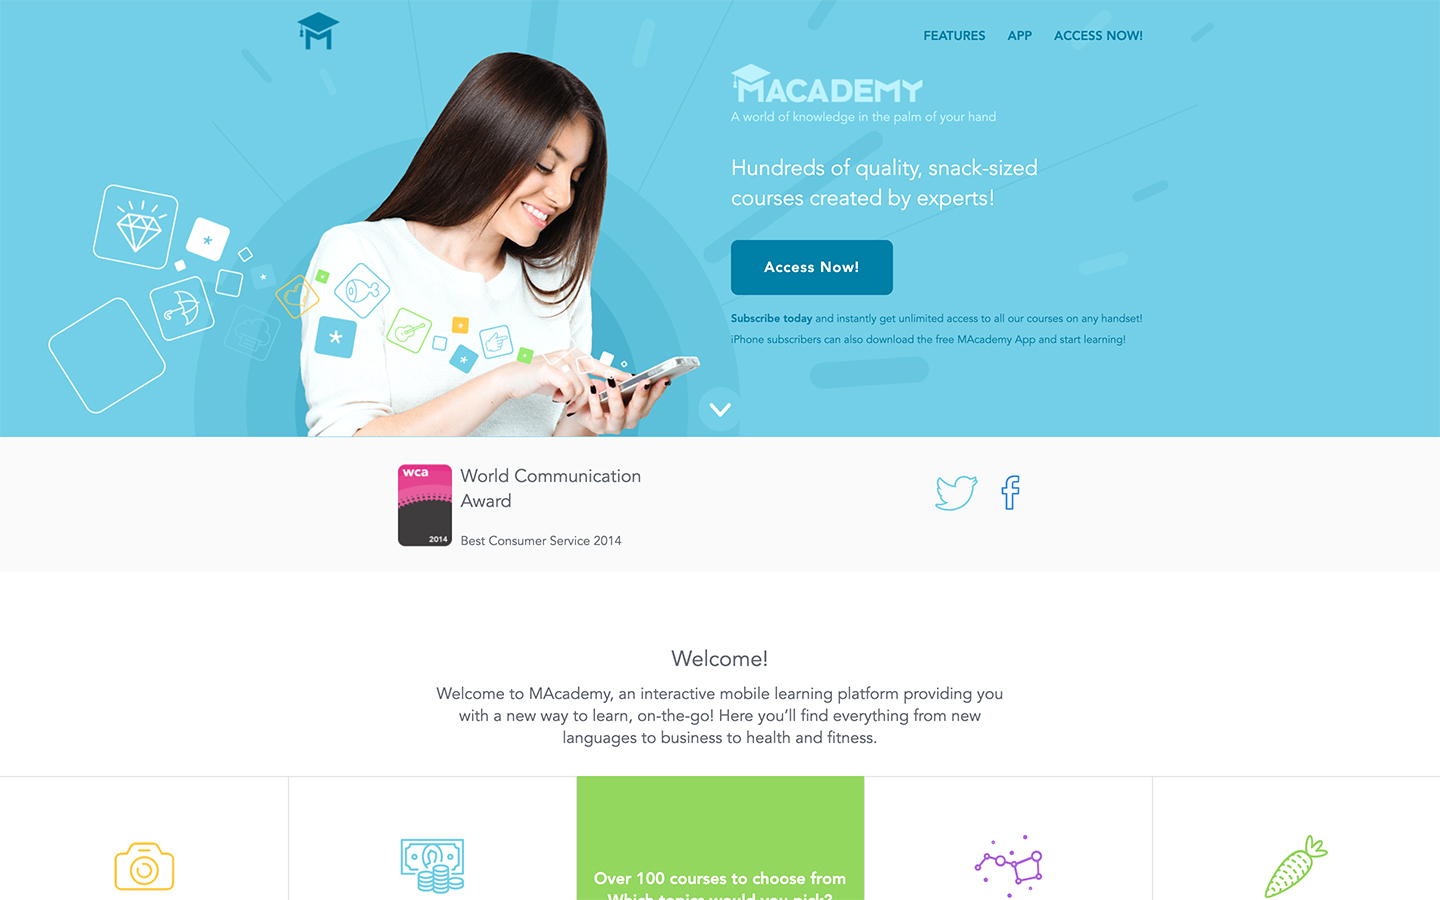 FEATURES APP ACCESS NOW!
MACADEMY
A world of knowledge in the palm of your hand
Hundreds of quality, snack-sized
courses created by experts!
Access Now!
Subscribe today and instantly get unlimited access to all our courses on any handset!
iPhone subscribers can also download the free MAcademy App and start learning!
wca
2014
World Communication
Award
Best Consumer Service 2014
Welcome!
Welcome to MAcademy, an interactive mobile learning platform providing you
with a new way to learn, on-the-go! Here you’ll find everything from new
languages to business to health and fitness.
Over 100 courses to choose from
Which topics would you pick?